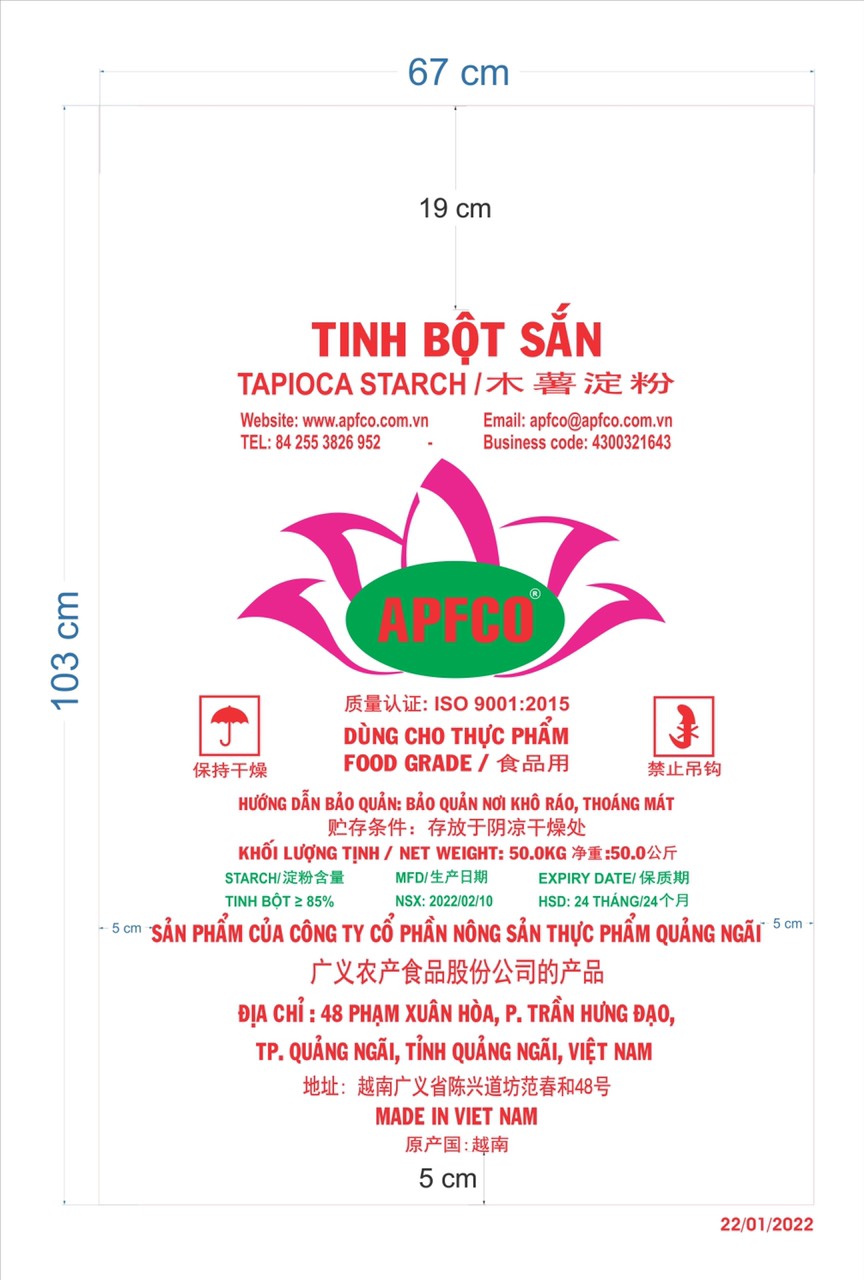 67 cm
19 cm
TINH BỘT SẮN
TAPIOCA STARCH / 木薯淀粉
Website: www.apfco.com.vn Email: apfco@apfco.com.vn
TEL: 84 255 3826 952 - Business code: 4300321643
APFCO ®
103 cm
质量认证: ISO 9001:2015
DÙNG CHO THỰC PHẨM
FOOD GRADE / 食品用
保持干燥 禁止吊钩
HƯỚNG DẪN BẢO QUẢN: BẢO QUẢN NƠI KHÔ RÁO, THOÁNG MÁT
贮存条件：存放于阴凉干燥处
KHỐI LƯỢNG TỊNH / NET WEIGHT: 50.0KG 净重:50.0公斤
STARCH/淀粉含量 MFD/生产日期 EXPIRY DATE/保质期
TINH BỘT ≥ 85% NSX: 2022/02/10 HSD: 24 THÁNG/24个月
5 cm SẢN PHẨM CỦA CÔNG TY CỔ PHẦN NÔNG SẢN THỰC PHẨM QUẢNG NGÃI 5 cm
广义农产食品股份公司的产品
ĐỊA CHỈ : 48 PHẠM XUÂN HÒA, P. TRẦN HƯNG ĐẠO,
TP. QUẢNG NGÃI, TỈNH QUẢNG NGÃI, VIỆT NAM
地址：越南广义省陈兴道坊范春和48号
MADE IN VIET NAM
原产国:越南
5 cm
22/01/2022